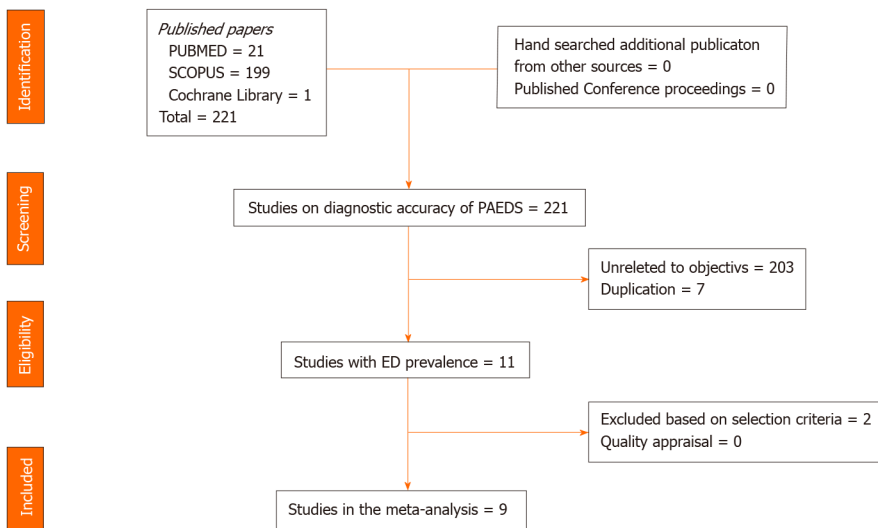 Identification
Published papers
PUBMED = 21
SCOPUS = 199
Cochrane Library = 1
Total = 221
Hand searched additional publicaton
from other sources = 0
Published Conference proceedings = 0
Screening
Studies on diagnostic accuracy of PAEDS = 221
Unreleted to objectivs = 203
Duplication = 7
Eligibility
Studies with ED prevalence = 11
Excluded based on selection criteria = 2
Quality appraisal = 0
Included
Studies in the meta-analysis = 9